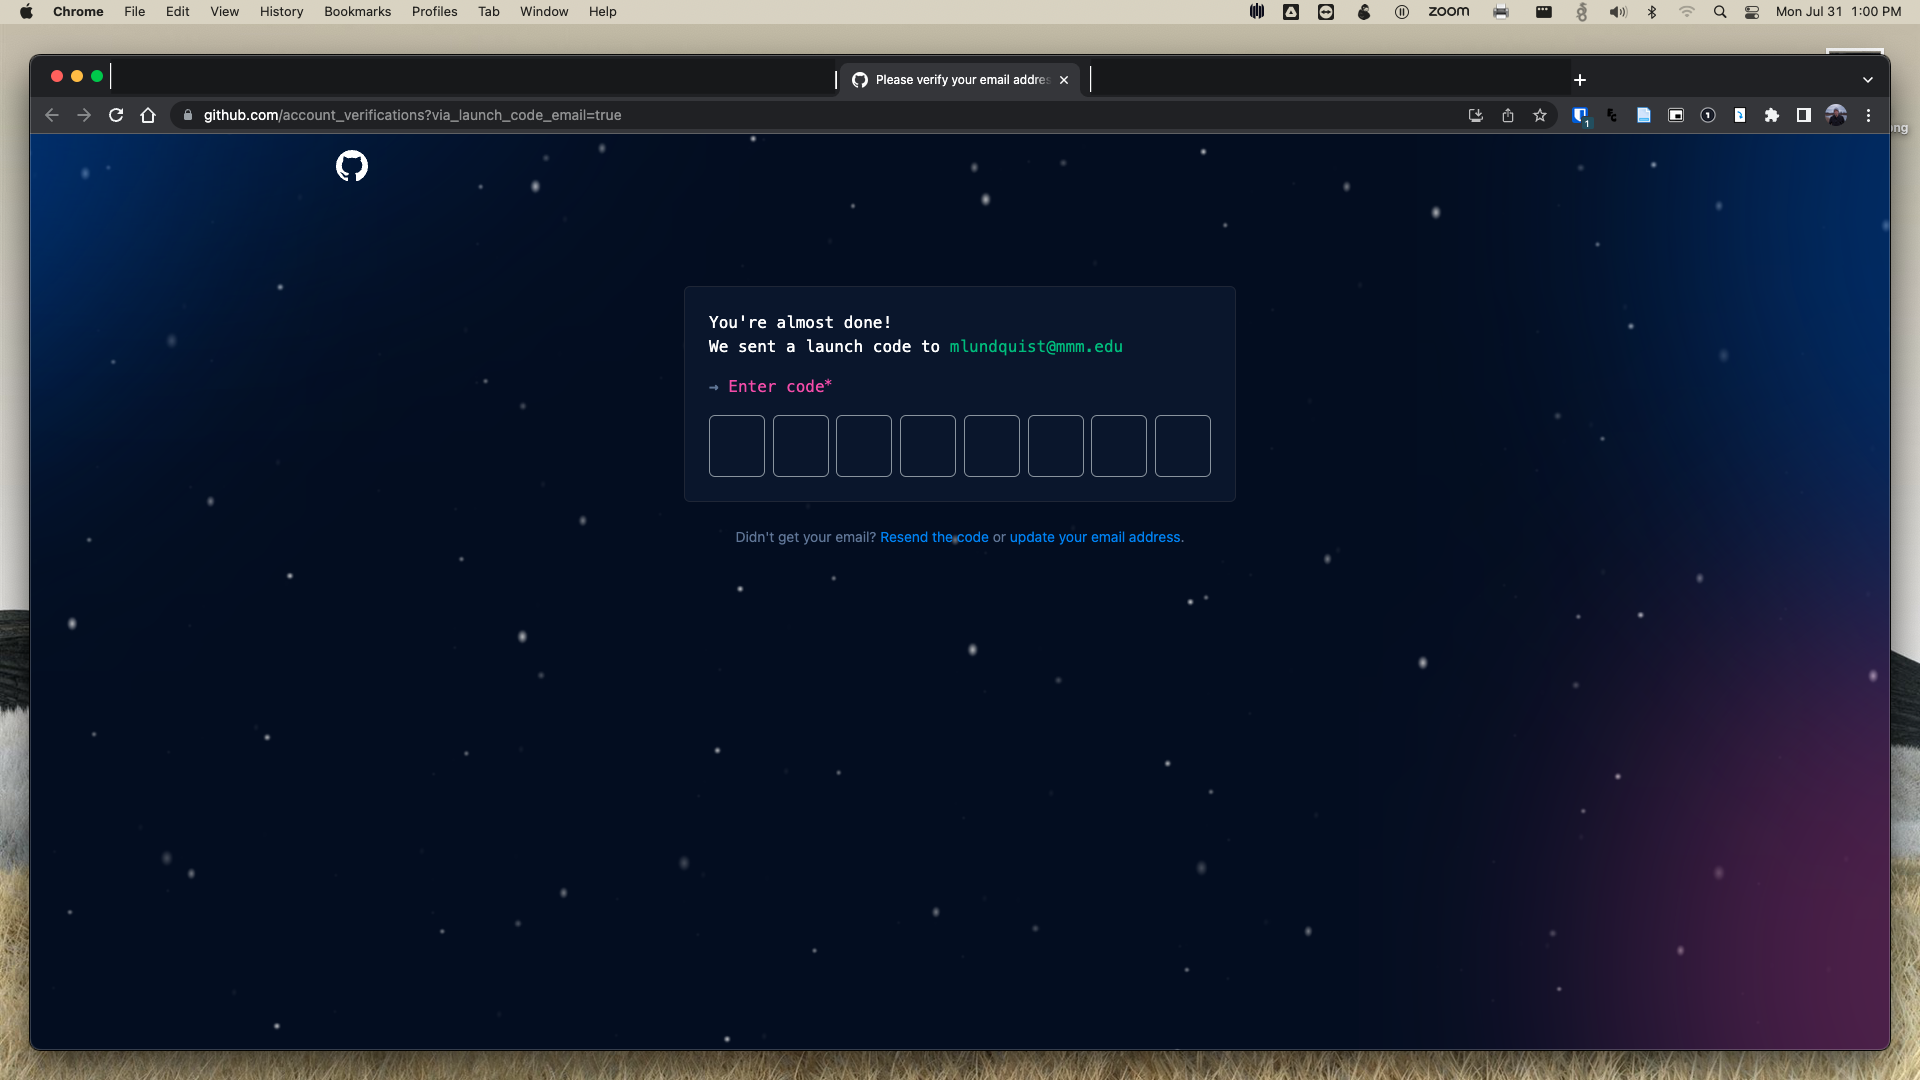 Chrome File Edit View History Bookmarks Profiles Tab Window Help zoom Mon Jul 31 1:00 PM
Please verify your email addre
github.com/account_verifications?via_launch_code_email=true
1
ong
You're almost done!
We sent a launch code to mlundquist@mmm.edu
→ Enter code*
Didn't get your email? Resend the code or update your email address.